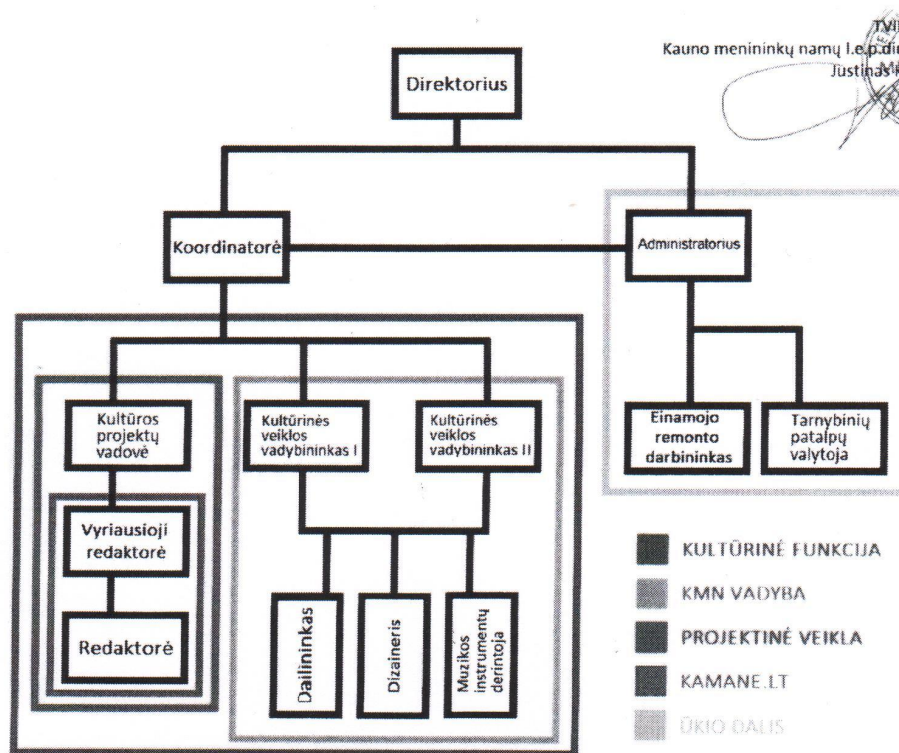 Kauno menininkų namų l.e.p.
Justinas
Direktorius
Koordinatorė
Administratorius
Kultūros
projektų
vadovė
Kultūrinės
veiklos
vadybininkas I
Kultūrinės
veiklos
vadybininkas II
Einamojo
remonto
darbininkas
Tarnybinių
patalpų
valytoja
Vyriausioji
redaktorė
Redaktorė
Dailininkas
Dizaineris
Muzikos
instrumentų
derintoja
KULTŪRINĖ FUNKCIJA
KMN VADYBA
PROJEKTINĖ VEIKLA
KAMANE.LT
ŪKIO DALIS